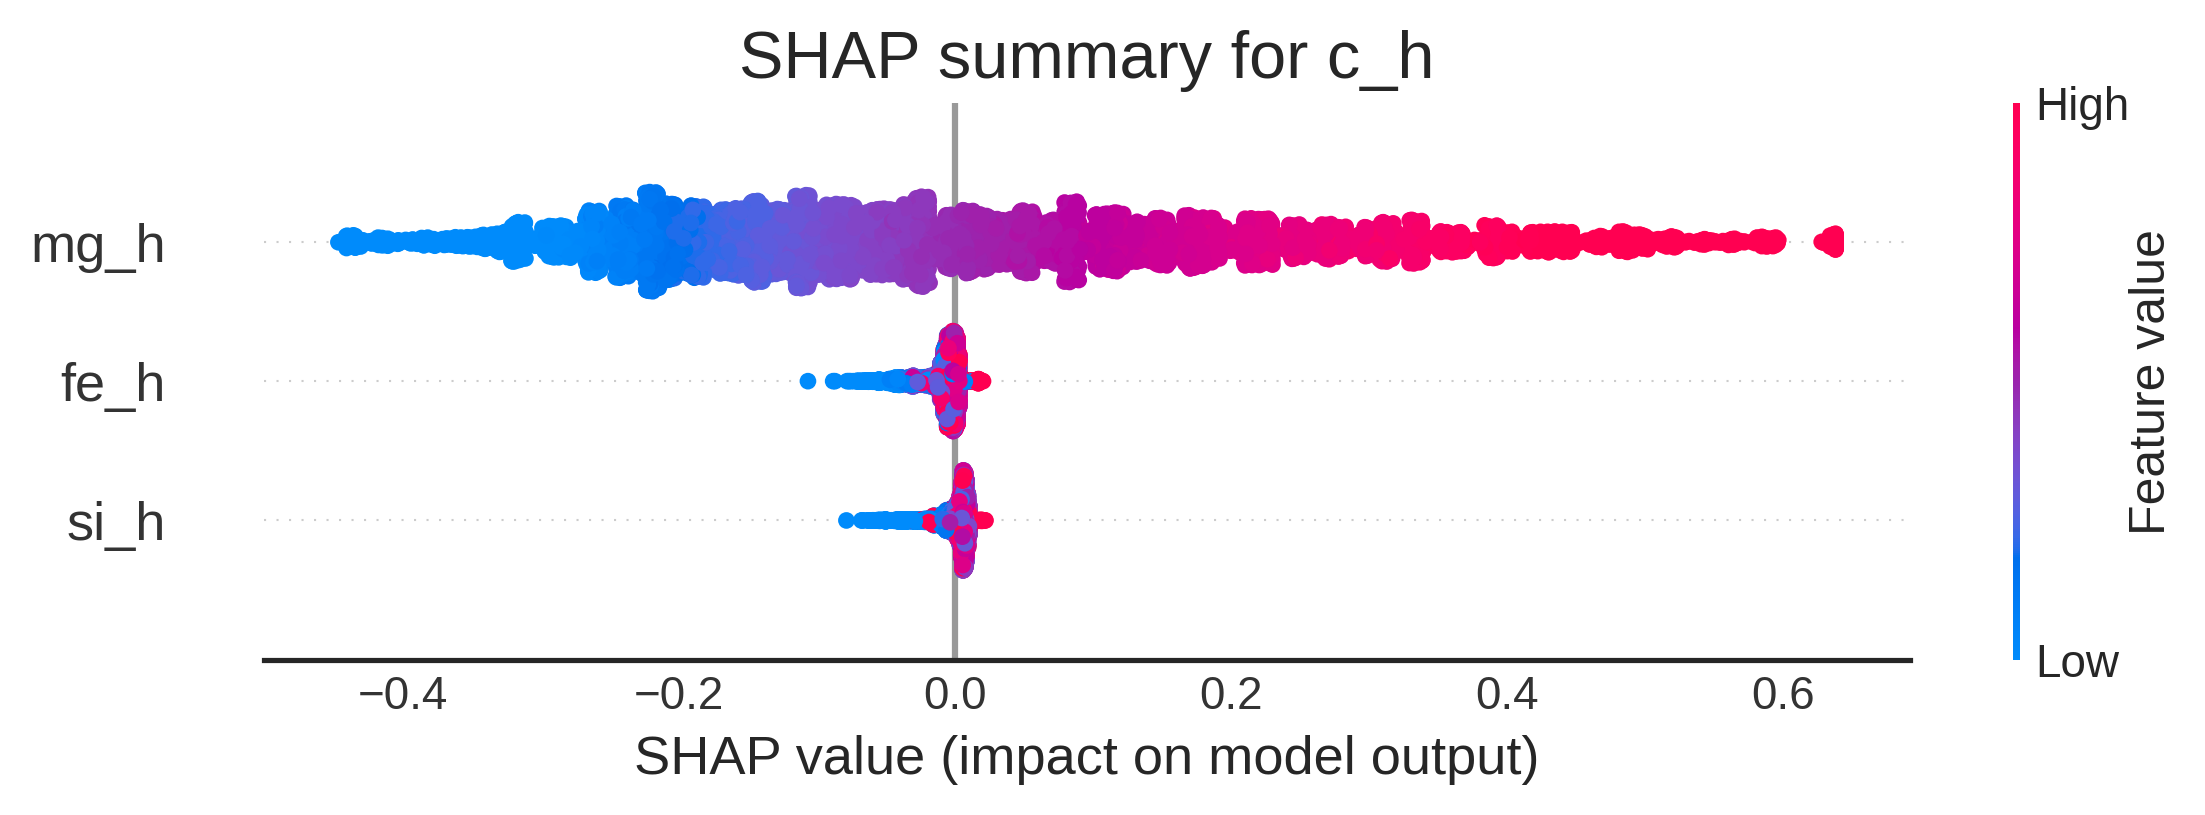 SHAP summary for c_h
High
mg_h
fe_h
si_h
Feature value
Low
−0.4 −0.2 0.0 0.2 0.4 0.6
SHAP value (impact on model output)